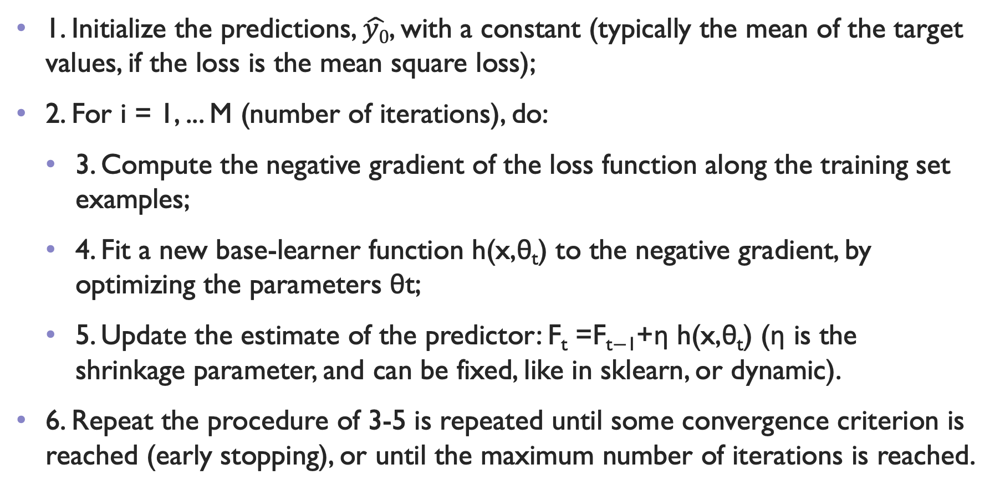 • 1. Initialize the predictions, ŷ₀, with a constant (typically the mean of the target
values, if the loss is the mean square loss);
• 2. For i = 1, ... M (number of iterations), do:
• 3. Compute the negative gradient of the loss function along the training set
examples;
• 4. Fit a new base-learner function h(x,θₜ) to the negative gradient, by
optimizing the parameters θt;
• 5. Update the estimate of the predictor: Fₜ =Fₜ₋₁+η h(x,θₜ) (η is the
shrinkage parameter, and can be fixed, like in sklearn, or dynamic).
• 6. Repeat the procedure of 3-5 is repeated until some convergence criterion is
reached (early stopping), or until the maximum number of iterations is reached.